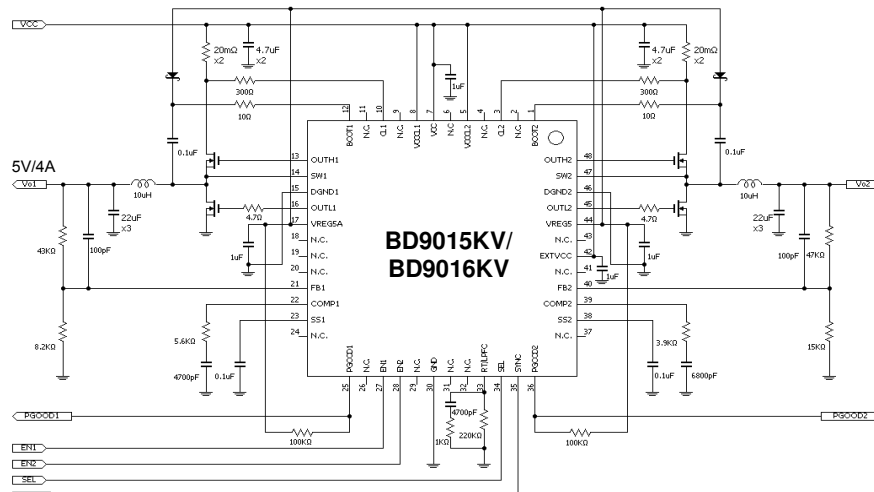 VCC
20mΩ
x2
4.7uF
x2
4.7uF
x2
20mΩ
x2
300Ω
10Ω
1uF
300Ω
10Ω
12
11
10
9
8
7
6
5
4
3
2
1
BOOT1
N.C.
CL1
N.C.
VCCCL1
VCC
N.C.
VCCCL2
N.C.
CL2
N.C.
BOOT2
0.1uF
0.1uF
5V/4A
Vo1
10uH
22uF
x3
43KΩ
100pF
8.2KΩ
4.7Ω
1uF
13 OUTH1
14 SW1
15 DGND1
16 OUTL1
17 VREG5A
18 N.C.
19 N.C.
20 N.C.
21 FB1
22 COMP1
23 SS1
24 N.C.
BD9015KV/
BD9016KV
OUTH2 48
SW2 47
DGND2 46
OUTL2 45
VREG5 44
N.C. 43
EXTVCC 42
N.C. 41
FB2 40
COMP2 39
SS2 38
N.C. 37
4.7Ω
1uF
1uF
10uH
Vo2
22uF
x3
100pF
47KΩ
15KΩ
5.6KΩ
4700pF
0.1uF
3.9KΩ
0.1uF
6800pF
PGOOD1
N.C.
EN1
EN2
N.C.
GND
N.C.
N.C.
RT/LPFC
SEL
SYNC
PGOOD2
25
26
27
28
29
30
31
32
33
34
35
36
4700pF
1KΩ
220KΩ
100KΩ
100KΩ
PGOOD1
PGOOD2
EN1
EN2
SEL